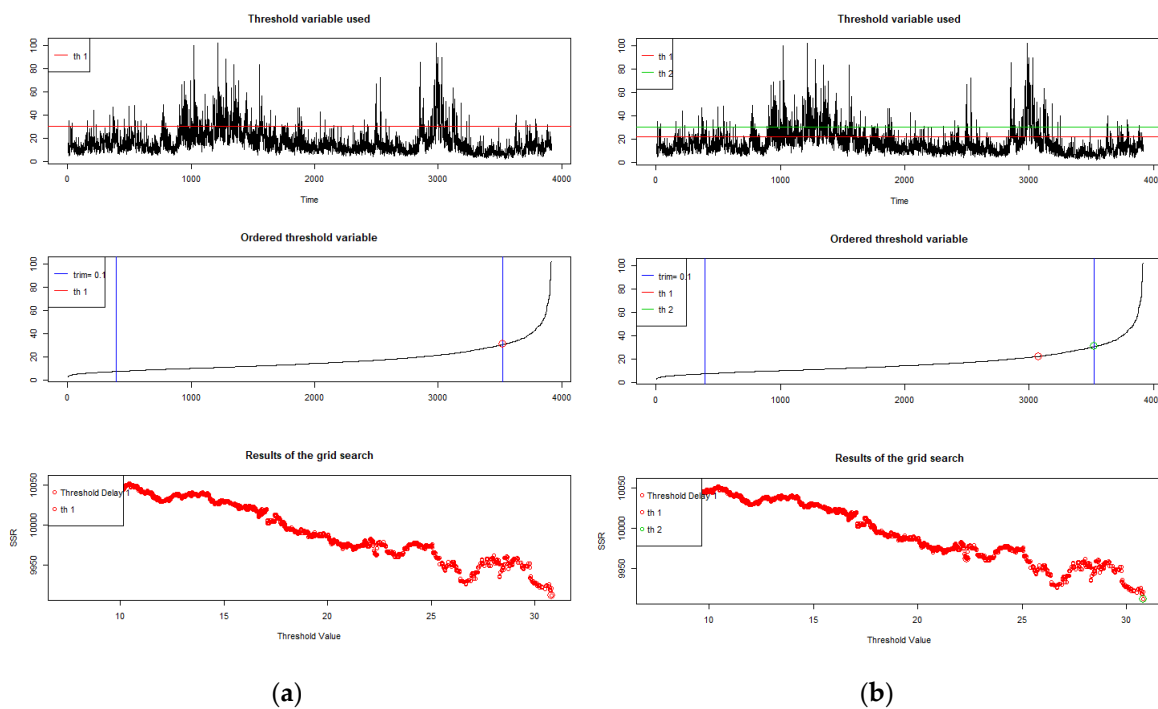 Threshold variable used
th 1
0 20 40 60 80 100
0 1000 2000 3000 4000
Time
Ordered threshold variable
trim= 0.1
th 1
0 20 40 60 80 100
0 1000 2000 3000 4000
Results of the grid search
Threshold Delay 1
th 1
SSR
9950 10000 10050
10 15 20 25 30
Threshold Value
(a)
Threshold variable used
th 1
th 2
0 20 40 60 80 100
0 1000 2000 3000 400
Time
Ordered threshold variable
trim= 0.1
th 1
th 2
0 20 40 60 80 100
0 1000 2000 3000 400
Results of the grid search
Threshold Delay 1
th 1
th 2
SSR
9950 10000 10050
10 15 20 25 30
Threshold Value
(b)